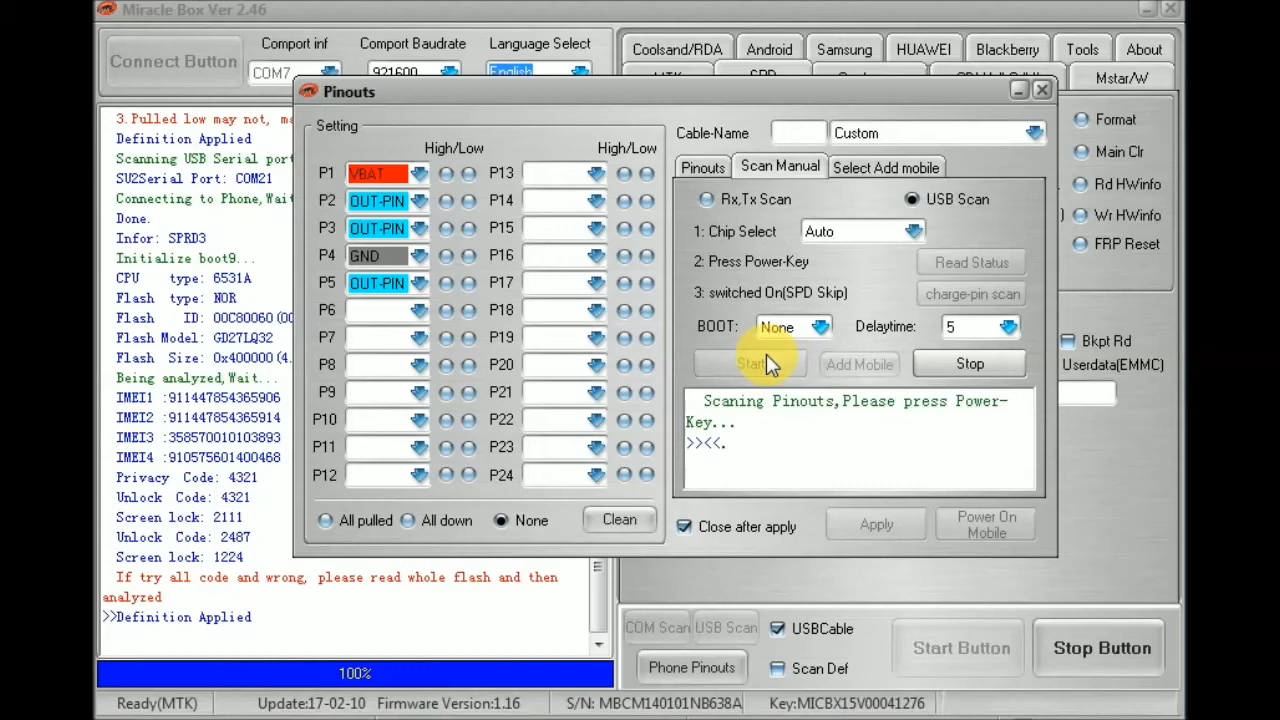 Miracle Box Ver 2.46
Connect Button
Comport inf
Comport Baudrate
Language Select
COM7
921600
English
Coolsand/RDA
Android
Samsung
HUAWEI
Blackberry
Tools
About
Mstar/W
3.Pulled low may not, ma
Definition Applied
Scanning USB Serial port
SU2Serial Port: COM21
Connecting to Phone,Wait
Done.
Infor: SPRD3
Initialize boot9...
CPU type: 6531A
Flash type: NOR
Flash ID: 00C80060(00
Flash Model: GD27LQ32
Flash Size: 0x400000(4.
Being analyzed,Wait...
IMEI1 :911447854365906
IMEI2 :911447854365914
IMEI3 :358570010103893
IMEI4 :910575601400468
Privacy Code: 4321
Unlock Code: 4321
Screen lock: 2111
Unlock Code: 2487
Screen lock: 1224
If try all code and wrong, please read whole flash and then
analyzed
>>Definition Applied
Pinouts
Setting
High/Low
High/Low
P1 VBAT
P2 OUT-PIN
P3 OUT-PIN
P4 GND
P5 OUT-PIN
P6
P7
P8
P9
P10
P11
P12
P13
P14
P15
P16
P17
P18
P19
P20
P21
P22
P23
P24
All pulled
All down
None
Clean
Cable-Name
Custom
Pinouts
Scan Manual
Select Add mobile
Rx,Tx Scan
USB Scan
1: Chip Select
Auto
2: Press Power-Key
Read Status
3: switched On(SPD Skip)
charge-pin scan
BOOT:
None
Delaytime:
5
Start
Add Mobile
Stop
Scaning Pinouts,Please press Power-
Key...
>><<.
Close after apply
Apply
Power On
Mobile
Format
Main Clr
Rd HWinfo
Wr HWinfo
FRP Reset
Bkpt Rd
Userdata(EMMC)
100%
COM Scan
USB Scan
USBCable
Phone Pinouts
Scan Def
Start Button
Stop Button
Ready(MTK)
Update:17-02-10
Firmware Version:1.16
S/N: MBCM140101NB638A
Key:MICBX15V00041276